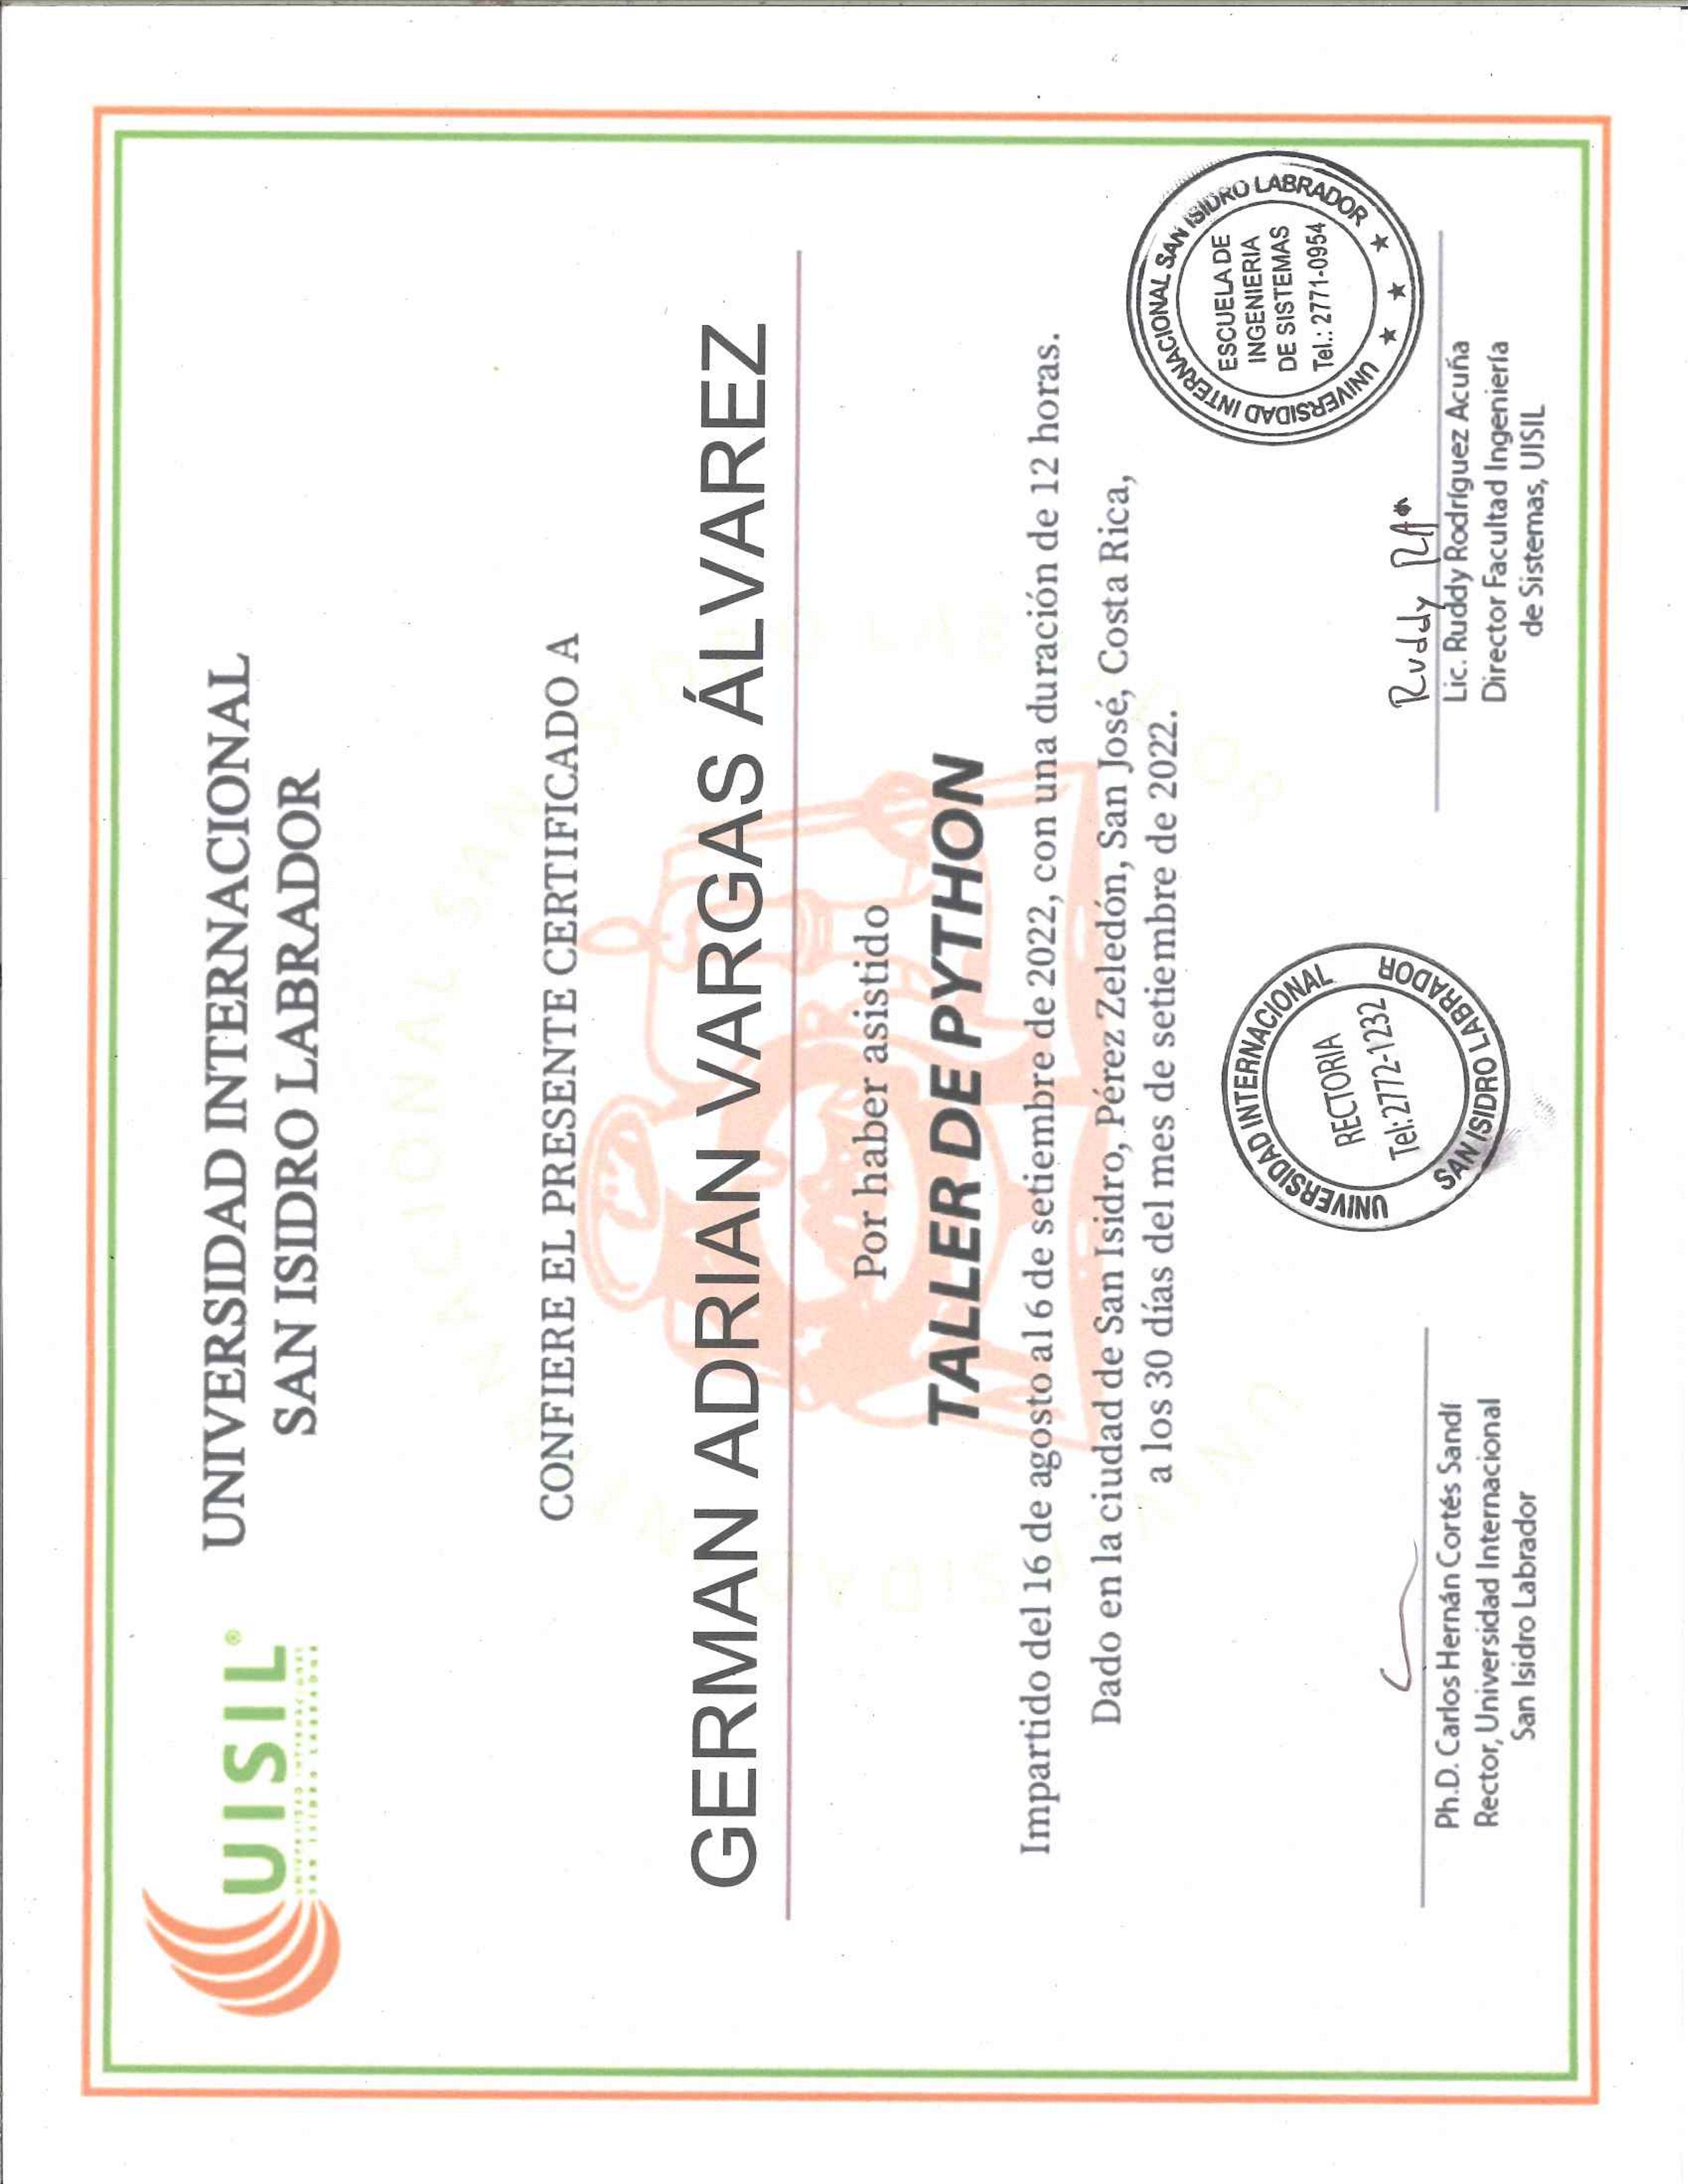 UISIL®
UNIVERSIDAD INTERNACIONAL
SAN ISIDRO LABRADOR
UNIVERSIDAD INTERNACIONAL
SAN ISIDRO LABRADOR
CONFIERE EL PRESENTE CERTIFICADO A
GERMAN ADRIAN VARGAS ÁLVAREZ
Por haber asistido
TALLER DE PYTHON
Impartido del 16 de agosto al 6 de setiembre de 2022, con una duración de 12 horas.
Dado en la ciudad de San Isidro, Pérez Zeledón, San José, Costa Rica,
a los 30 días del mes de setiembre de 2022.
UNIVERSIDAD INTERNACIONAL
RECTORIA
Tel:2772-1232
SAN ISIDRO LABRADOR
UNIVERSIDAD INTERNACIONAL SAN ISIDRO LABRADOR
ESCUELA DE
INGENIERIA
DE SISTEMAS
Tel.: 2771-0954
Ph.D. Carlos Hernán Cortés Sandí
Rector, Universidad Internacional
San Isidro Labrador
Ruddy RA
Lic. Ruddy Rodríguez Acuña
Director Facultad Ingeniería
de Sistemas, UISIL